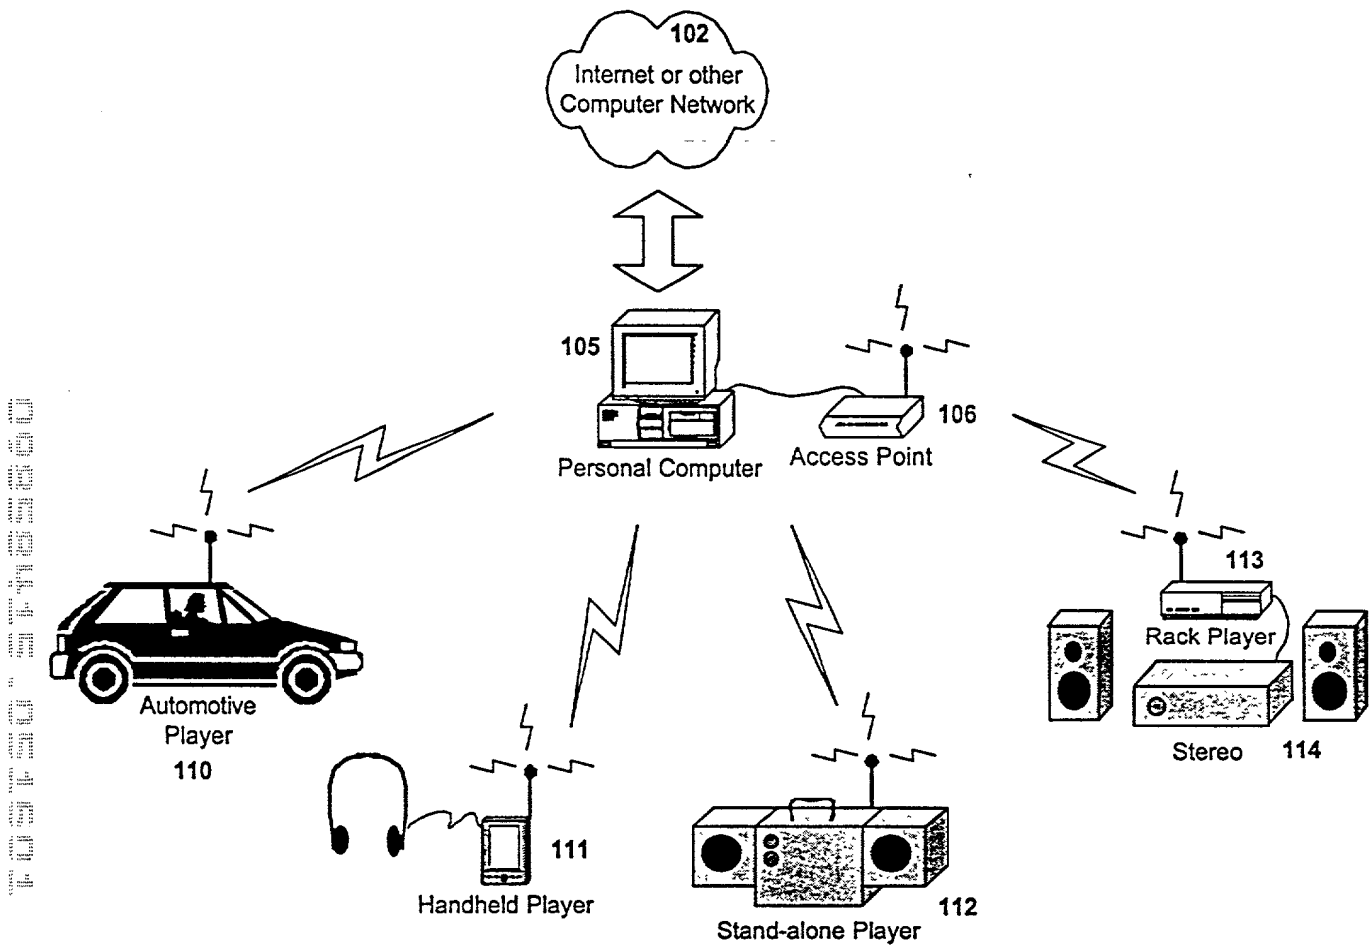 102
Internet or other
Computer Network
105
106
Personal Computer
Access Point
113
Rack Player
Automotive
Player
110
Stereo 114
111
Handheld Player
112
Stand-alone Player